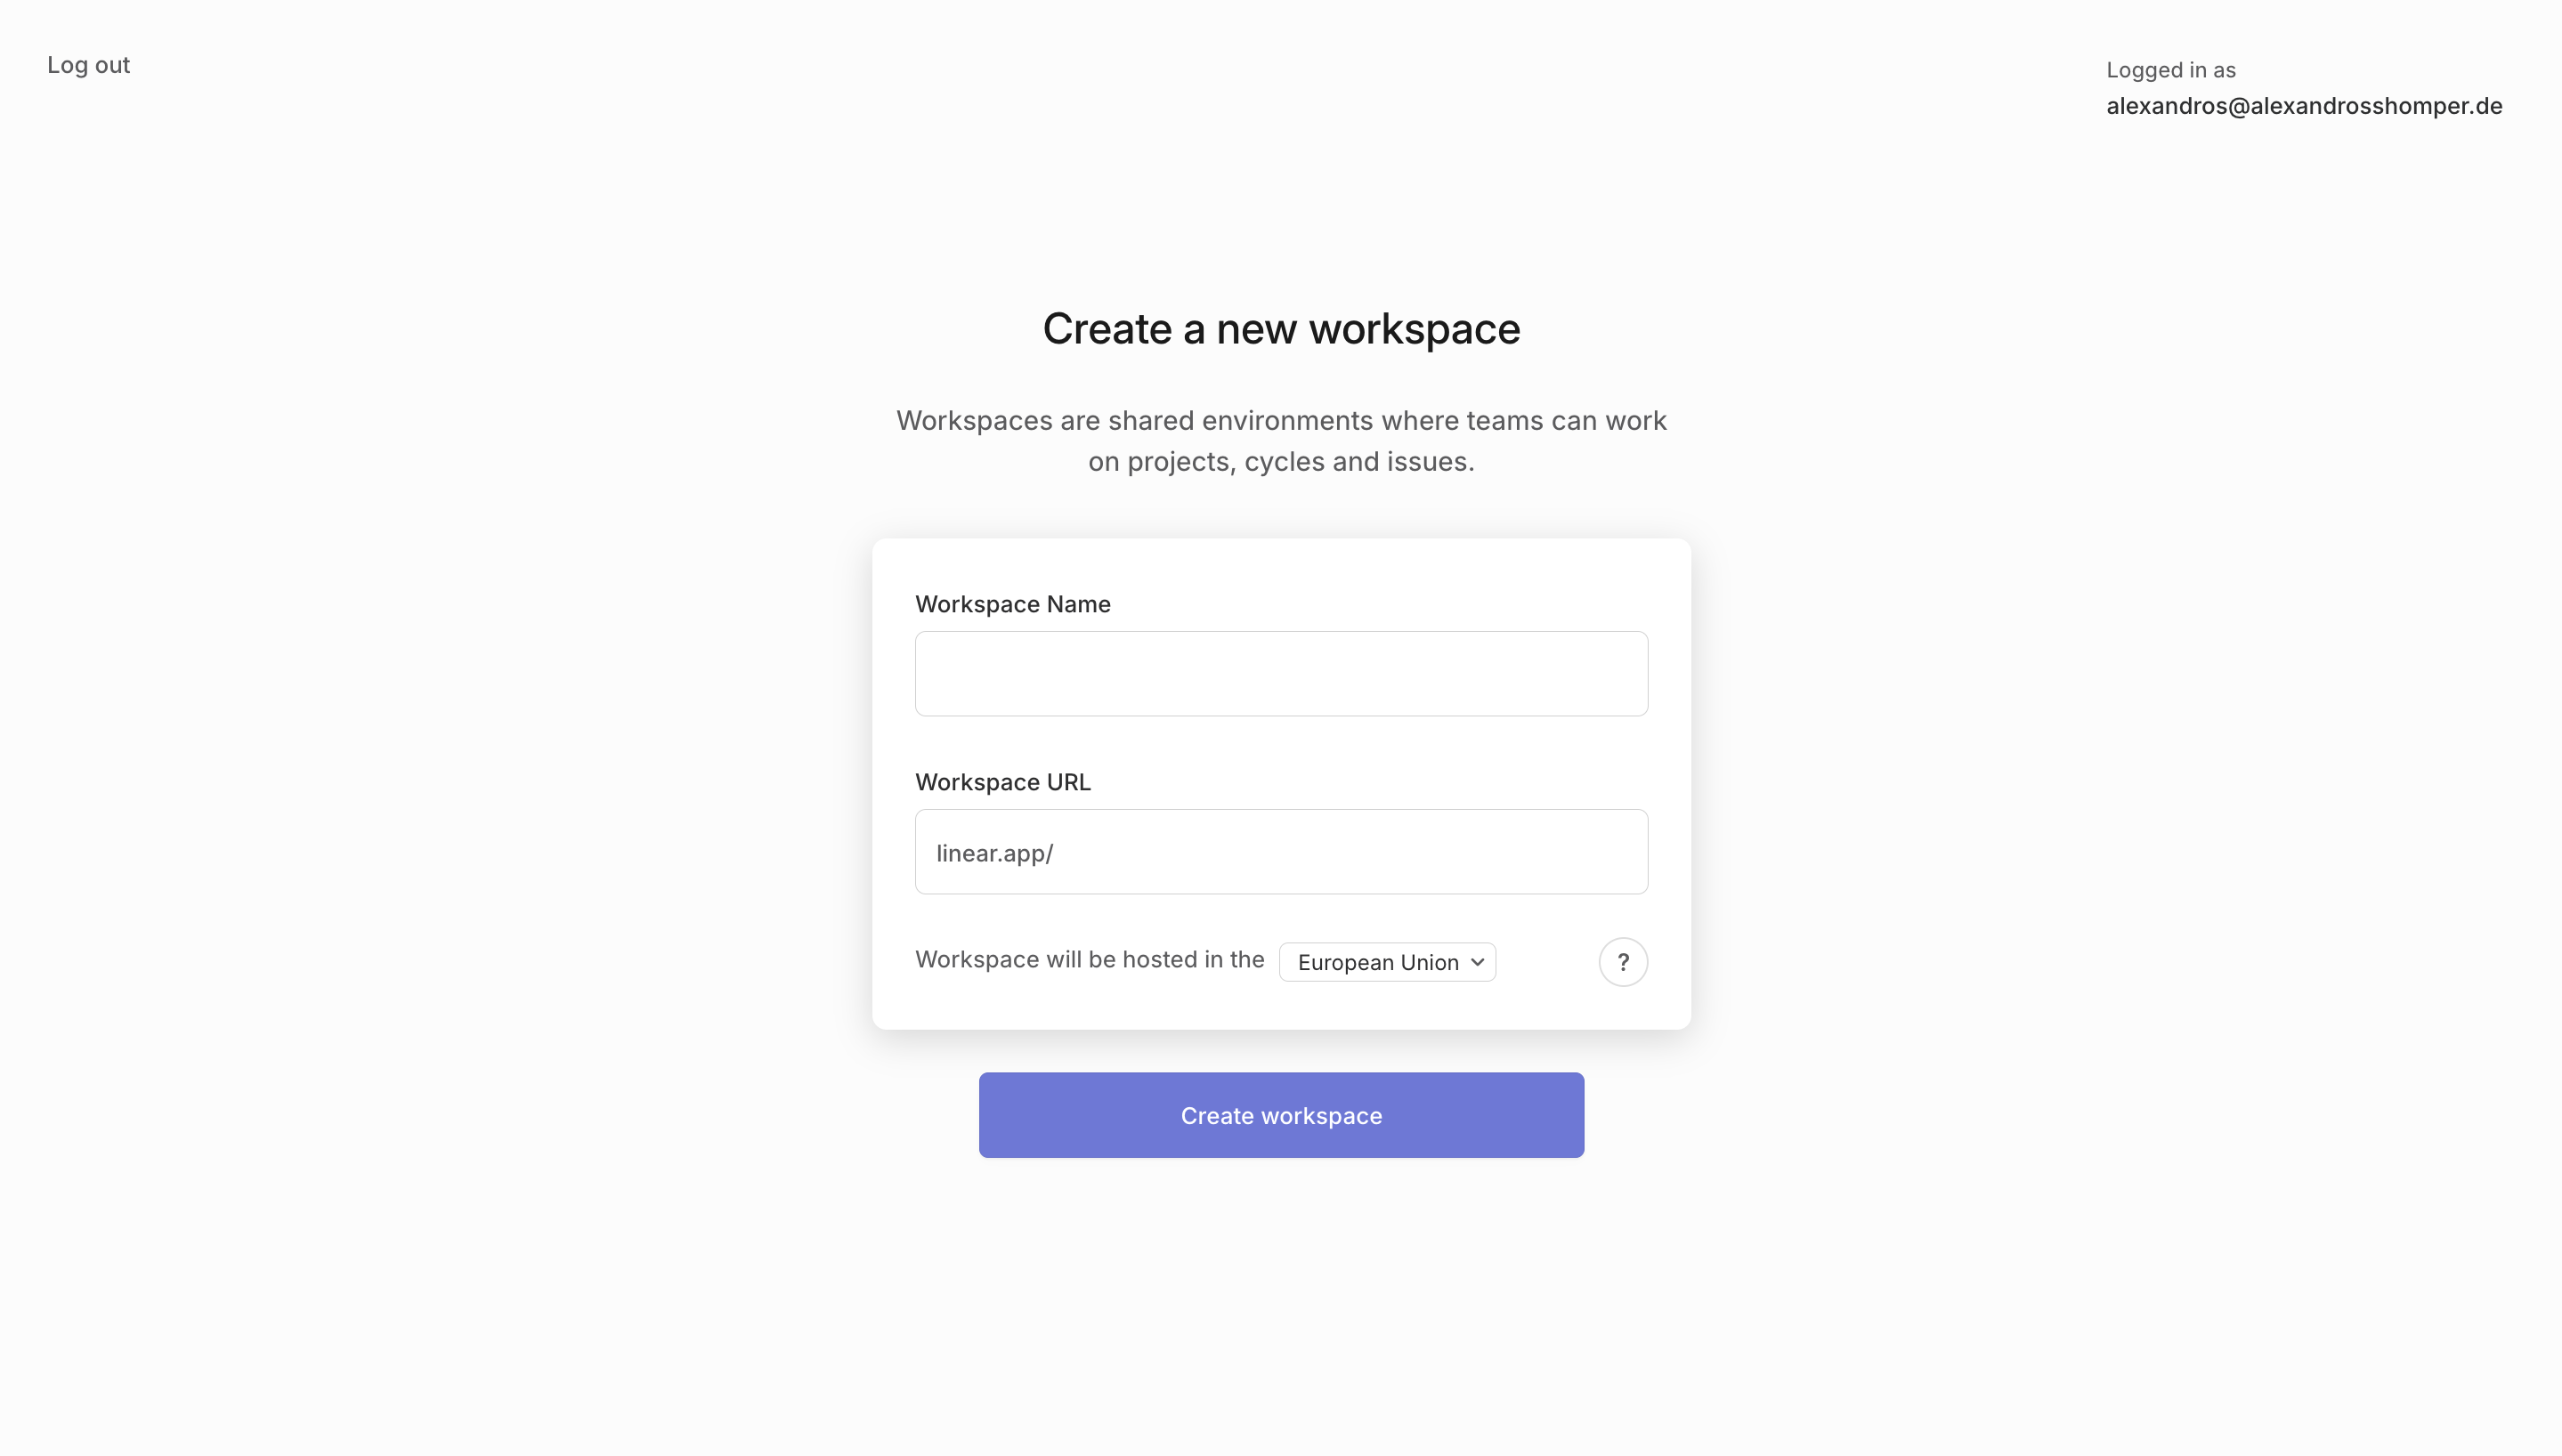 Log out
Logged in as
alexandros@alexandrosshomper.de
Create a new workspace
Workspaces are shared environments where teams can work
on projects, cycles and issues.
Workspace Name
Workspace URL
linear.app/
Workspace will be hosted in the European Union ?
Create workspace